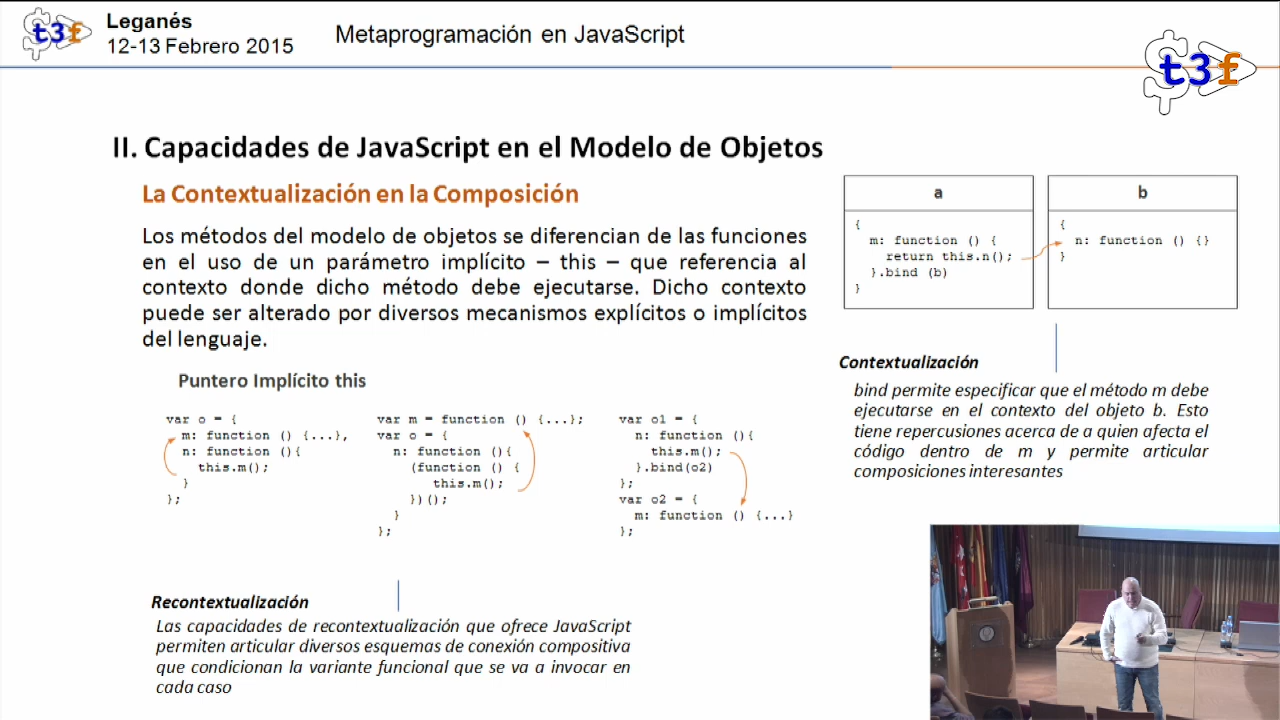 t3f
Leganés
12-13 Febrero 2015
Metaprogramación en JavaScript
t3f
II. Capacidades de JavaScript en el Modelo de Objetos
La Contextualización en la Composición
Los métodos del modelo de objetos se diferencian de las funciones
en el uso de un parámetro implícito – this – que referencia al
contexto donde dicho método debe ejecutarse. Dicho contexto
puede ser alterado por diversos mecanismos explícitos o implícitos
del lenguaje.
Puntero Implícito this
var o = {
m: function () {...},
n: function (){
this.m();
}
};
var m = function () {...};
var o = {
n: function (){
(function () {
this.m();
})();
}
};
var o1 = {
n: function (){
this.m();
}.bind(o2)
};
var o2 = {
m: function () {...}
};
Recontextualización
Las capacidades de recontextualización que ofrece JavaScript
permiten articular diversos esquemas de conexión compositiva
que condicionan la variante funcional que se va a invocar en
cada caso
a
{
m: function () {
return this.n();
}.bind (b)
}
b
{
n: function () {}
}
Contextualización
bind permite especificar que el método m debe
ejecutarse en el contexto del objeto b. Esto
tiene repercusiones acerca de a quien afecta el
código dentro de m y permite articular
composiciones interesantes